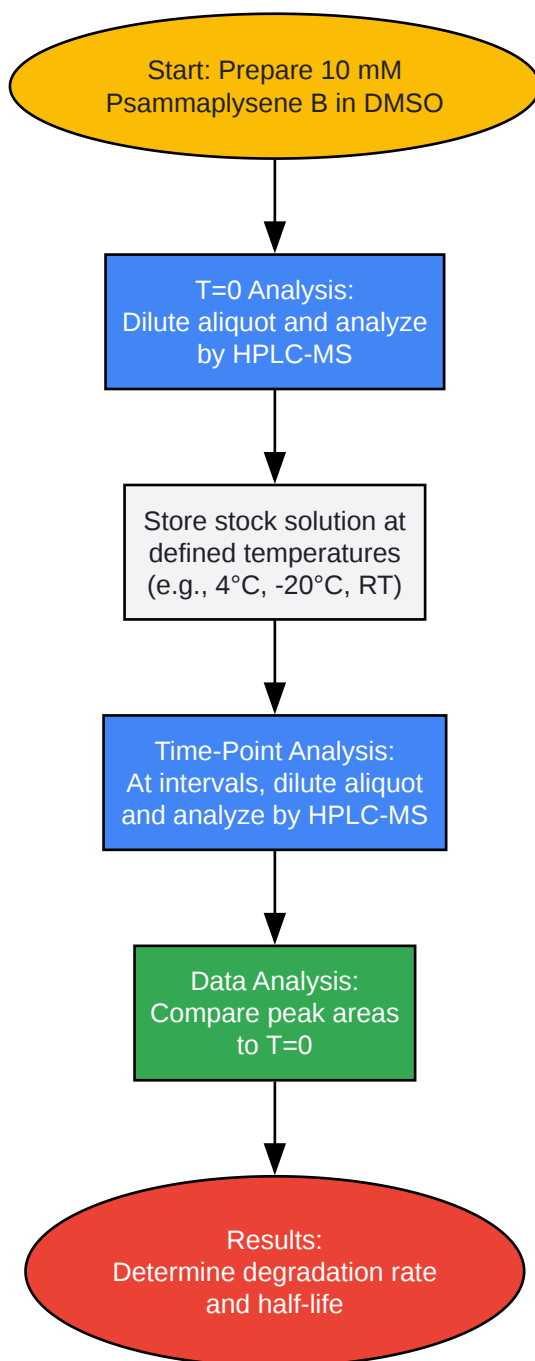 Start: Prepare 10 mM
Psammaplysene B in DMSO
T=0 Analysis:
Dilute aliquot and analyze
by HPLC-MS
Store stock solution at
defined temperatures
(e.g., 4°C, -20°C, RT)
Time-Point Analysis:
At intervals, dilute aliquot
and analyze by HPLC-MS
Data Analysis:
Compare peak areas
to T=0
Results:
Determine degradation rate
and half-life